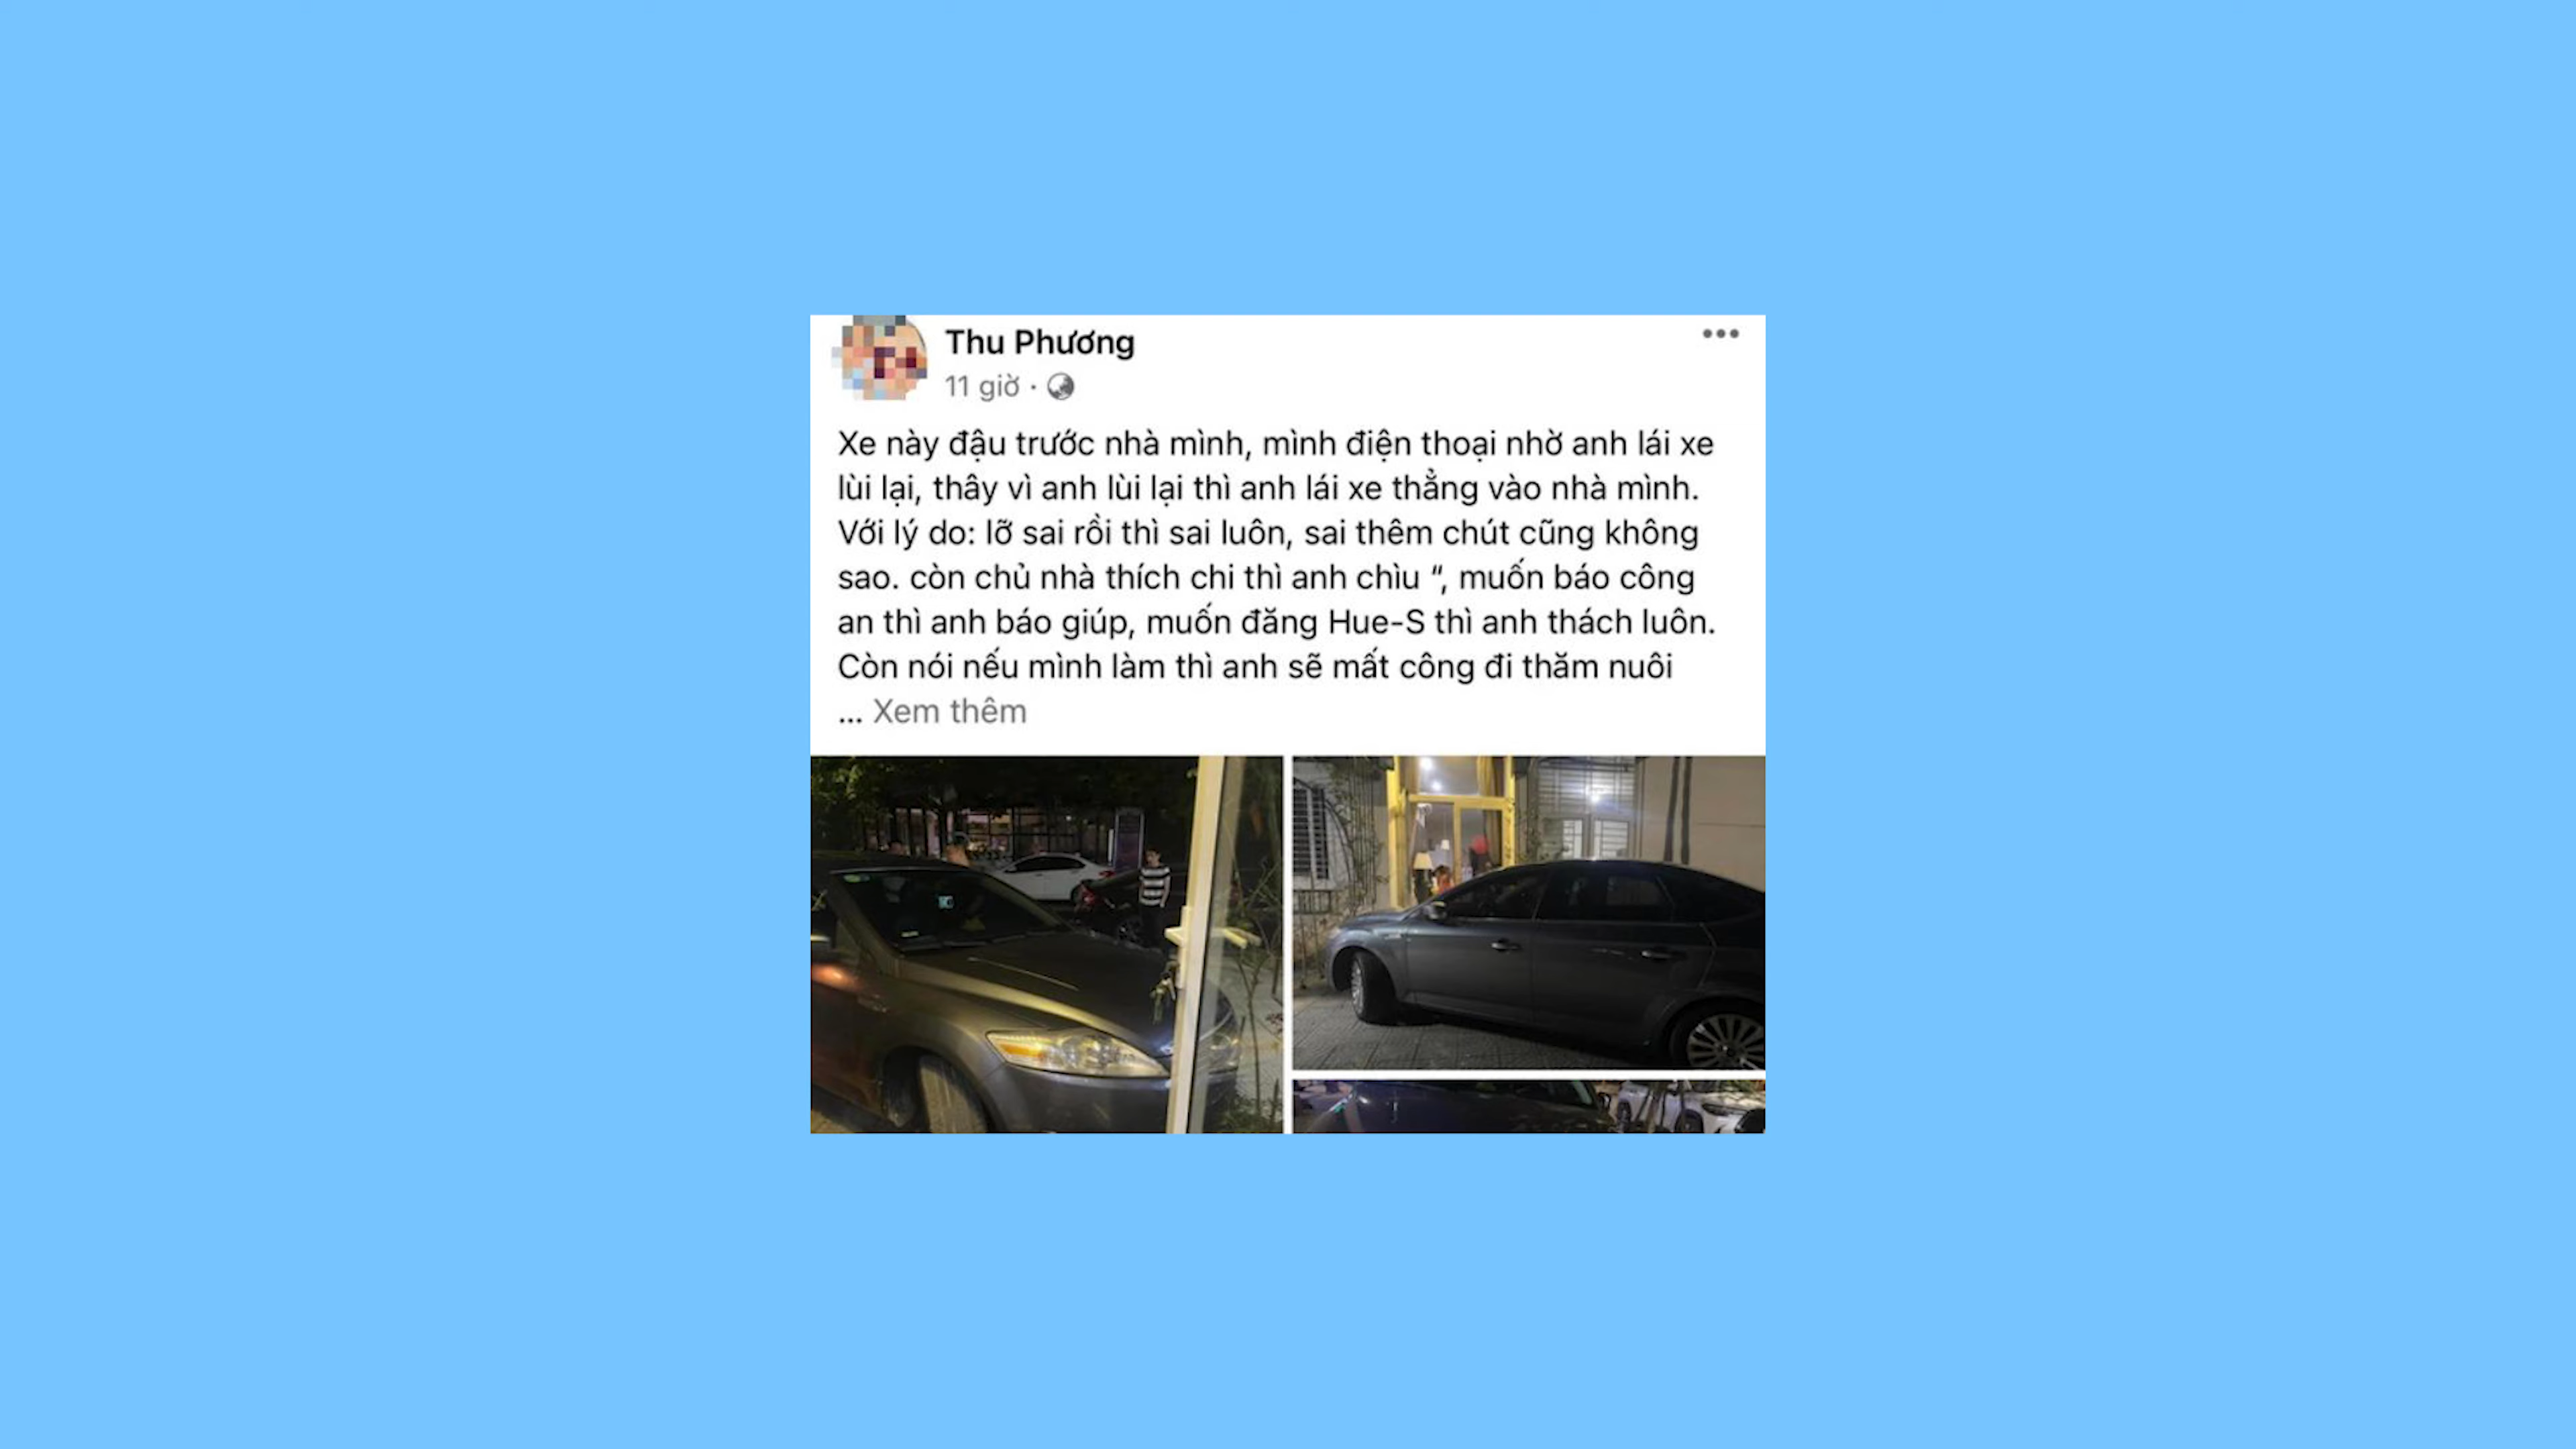 Thu Phương
11 giờ ·
Xe này đậu trước nhà mình, mình điện thoại nhờ anh lái xe
lùi lại, thây vì anh lùi lại thì anh lái xe thẳng vào nhà mình.
Với lý do: lỡ sai rồi thì sai luôn, sai thêm chút cũng không
sao. còn chủ nhà thích chi thì anh chìu “, muốn báo công
an thì anh báo giúp, muốn đăng Hue-S thì anh thách luôn.
Còn nói nếu mình làm thì anh sẽ mất công đi thăm nuôi
... Xem thêm